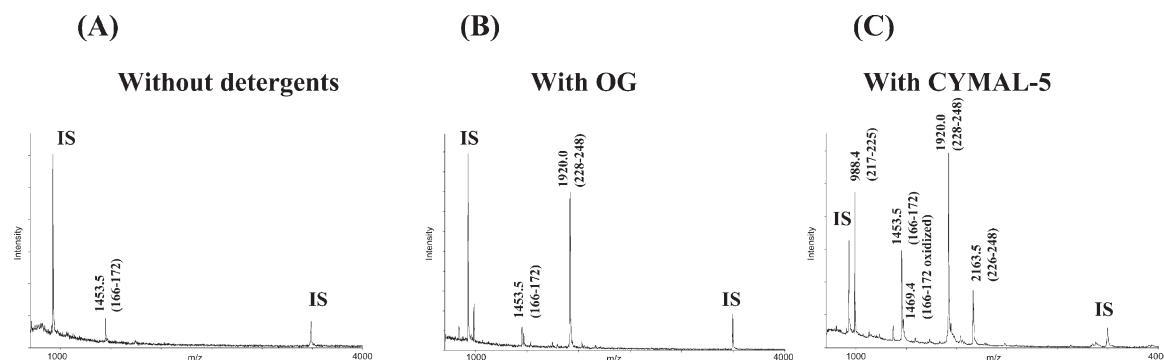 (A)
Without detergents
IS
1453.5
(166-172)
IS
Intensity
1000
m/z
4000
(B)
With OG
IS
1453.5
(166-172)
1920.0
(228-248)
IS
Intensity
1000
m/z
4000
(C)
With CYMAL-5
IS
988.4
(217-225)
1453.5
(166-172)
1469.4
(166-172 oxidized)
1920.0
(228-248)
2163.5
(226-248)
IS
Intensity
1000
m/z
400